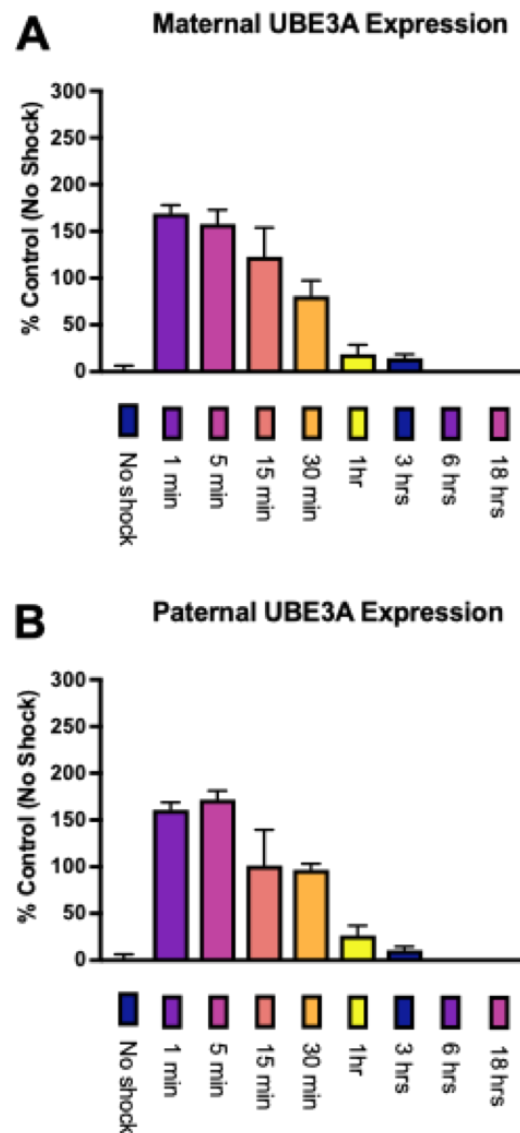 A
Maternal UBE3A Expression
% Control (No Shock)
300
250
200
150
100
50
0
No shock
1 min
5 min
15 min
30 min
1hr
3 hrs
6 hrs
18 hrs
B
Paternal UBE3A Expression
% Control (No Shock)
300
250
200
150
100
50
0
No shock
1 min
5 min
15 min
30 min
1hr
3 hrs
6 hrs
18 hrs